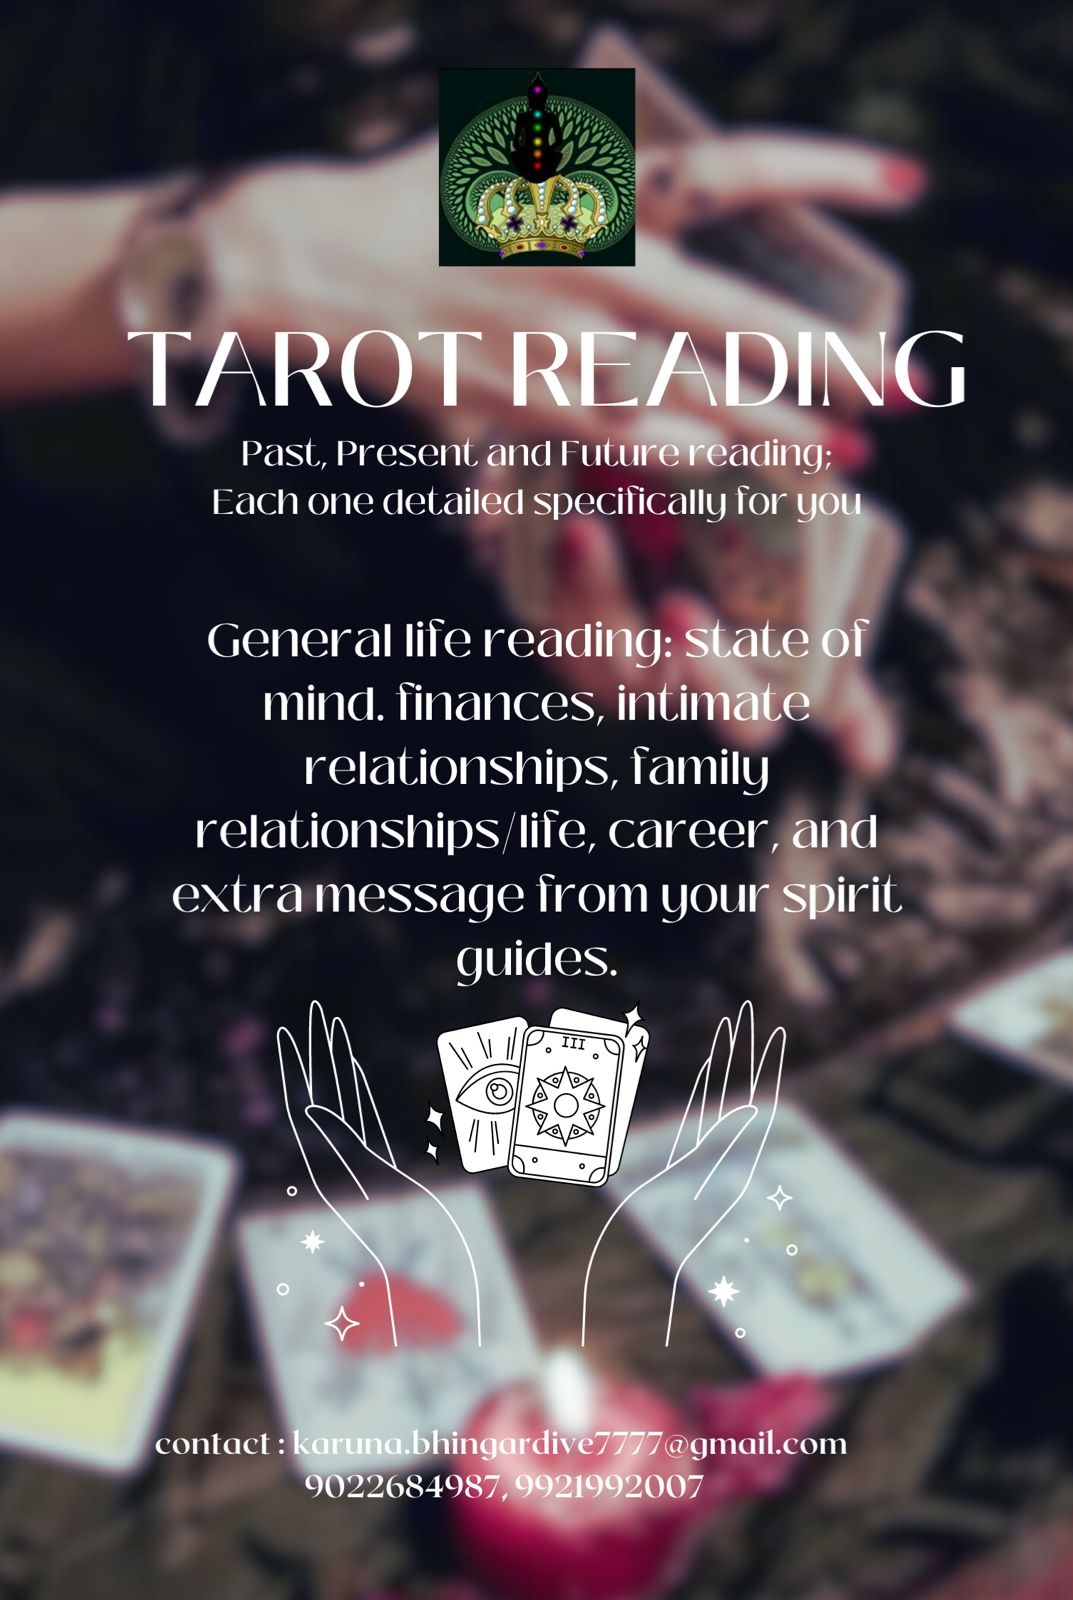 TAROT READING
Past, Present and Future reading;
Each one detailed specifically for you
General life reading: state of
mind. finances, intimate
relationships, family
relationships/life, career, and
extra message from your spirit
guides.
III
contact : karuna.bhingardive7777@gmail.com
9022684987, 9921992007